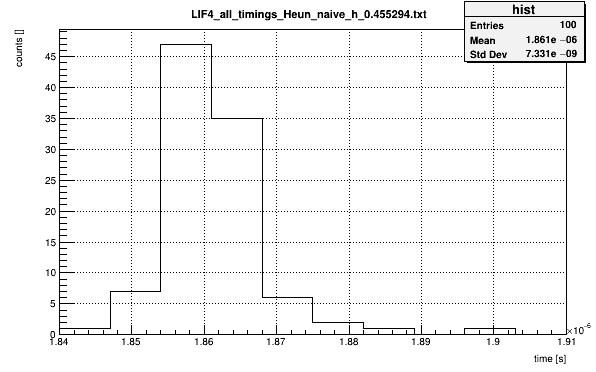 LIF4_all_timings_Heun_naive_h_0.455294.txt
hist
Entries 100
Mean 1.861e −06
Std Dev 7.331e −09
counts []
45
40
35
30
25
20
15
10
5
0
1.84 1.85 1.86 1.87 1.88 1.89 1.9 1.91
×10⁻⁶
time [s]